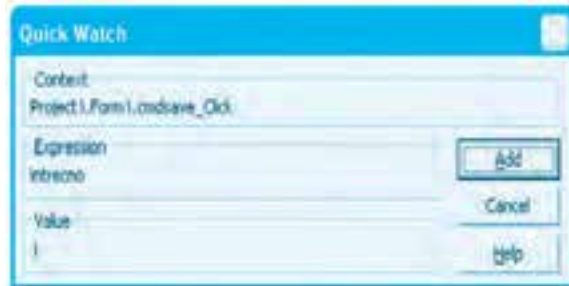 Quick Watch
Context
Project1.Form1.cmdsave_Click
Expression
intrecno
Add
Cancel
Value
1
Help